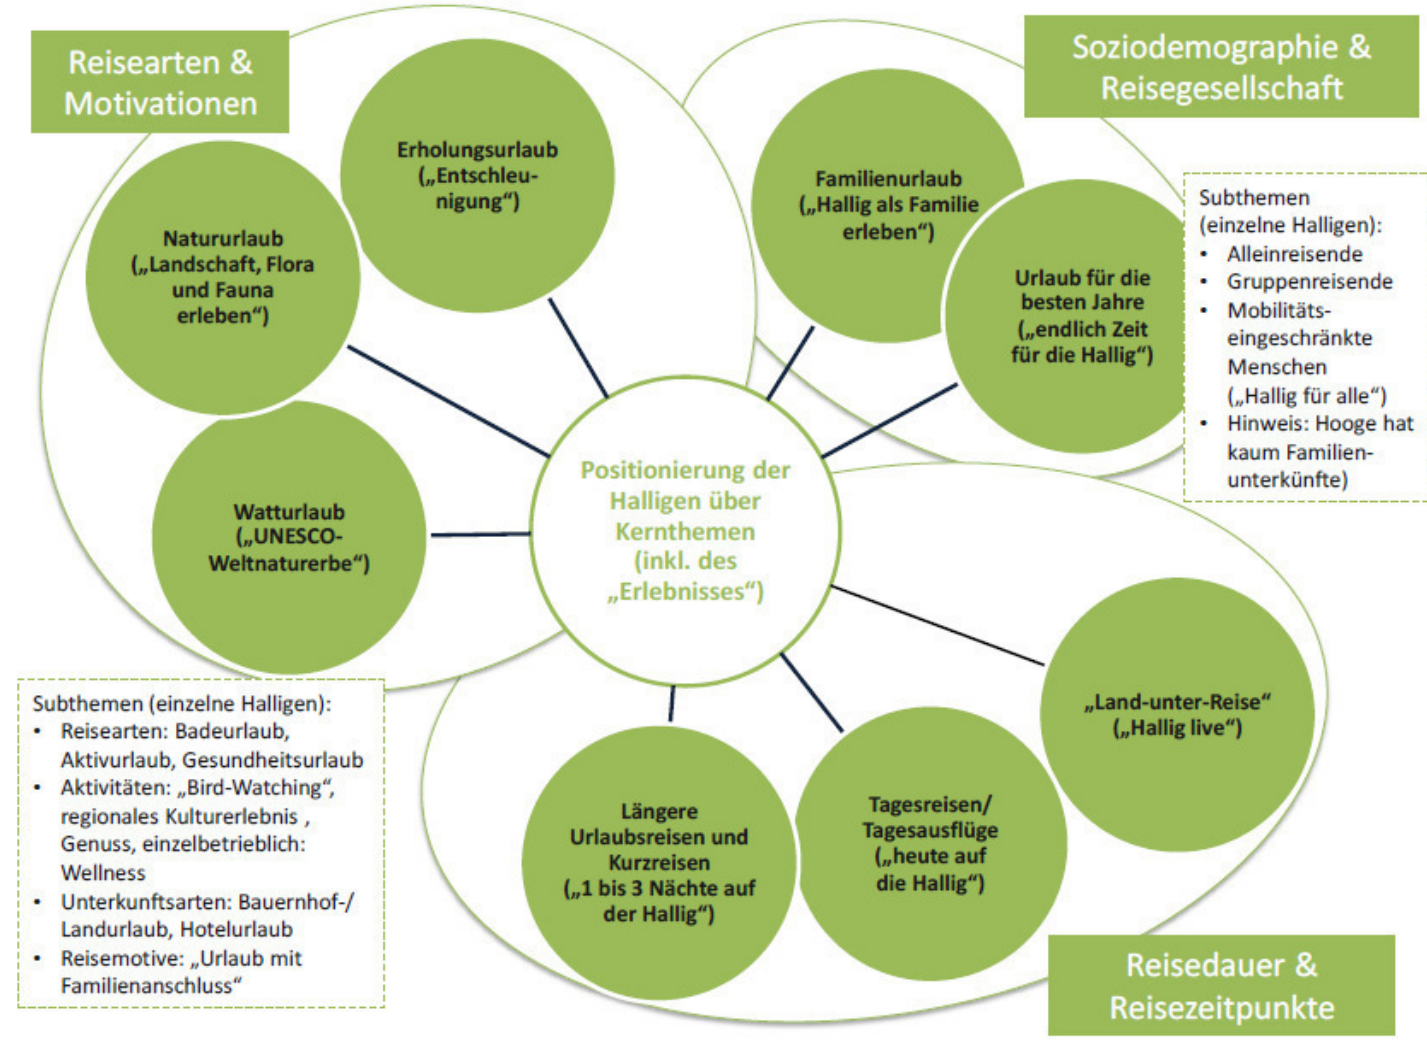 Reisearten &
Motivationen
Erholungsurlaub
(„Entschleu-
nigung“)
Natururlaub
(„Landschaft, Flora
und Fauna
erleben“)
Watturlaub
(„UNESCO-
Weltnaturerbe“)
Soziodemographie &
Reisegesellschaft
Familienurlaub
(„Hallig als Familie
erleben“)
Urlaub für die
besten Jahre
(„endlich Zeit
für die Hallig“)
Subthemen
(einzelne Halligen):
• Alleinreisende
• Gruppenreisende
• Mobilitäts-
eingeschränkte
Menschen
(„Hallig für alle“)
• Hinweis: Hooge hat
kaum Familien-
unterkünfte)
Positionierung der
Halligen über
Kernthemen
(inkl. des
„Erlebnisses“)
Subthemen (einzelne Halligen):
• Reisearten: Badeurlaub,
Aktivurlaub, Gesundheitsurlaub
• Aktivitäten: „Bird-Watching“,
regionales Kulturerlebnis ,
Genuss, einzelbetrieblich:
Wellness
• Unterkunftsarten: Bauernhof-/
Landurlaub, Hotelurlaub
• Reisemotive: „Urlaub mit
Familienanschluss“
Längere
Urlaubsreisen und
Kurzreisen
(„1 bis 3 Nächte auf
der Hallig“)
Tagesreisen/
Tagesausflüge
(„heute auf
die Hallig“)
„Land-unter-Reise“
(„Hallig live“)
Reisedauer &
Reisezeitpunkte